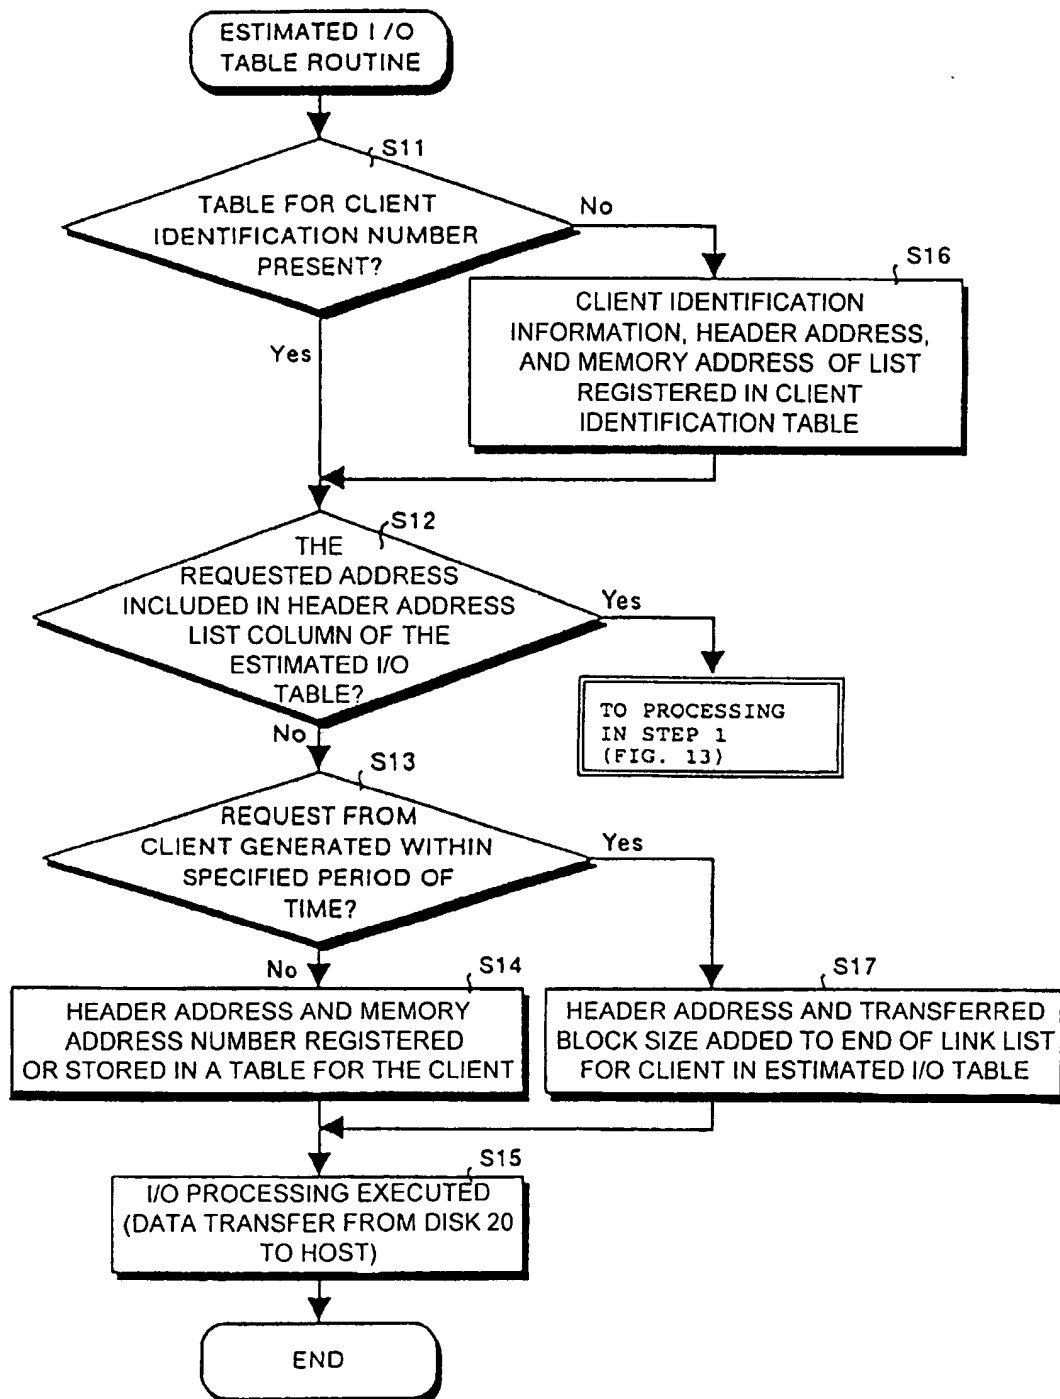 ESTIMATED I/O
TABLE ROUTINE
S11
TABLE FOR CLIENT
IDENTIFICATION NUMBER
PRESENT?
No
Yes
S16
CLIENT IDENTIFICATION
INFORMATION, HEADER ADDRESS,
AND MEMORY ADDRESS OF LIST
REGISTERED IN CLIENT
IDENTIFICATION TABLE
S12
THE
REQUESTED ADDRESS
INCLUDED IN HEADER ADDRESS
LIST COLUMN OF THE
ESTIMATED I/O
TABLE?
Yes
No
TO PROCESSING
IN STEP 1
(FIG. 13)
S13
REQUEST FROM
CLIENT GENERATED WITHIN
SPECIFIED PERIOD OF
TIME?
Yes
No
S14
HEADER ADDRESS AND MEMORY
ADDRESS NUMBER REGISTERED
OR STORED IN A TABLE FOR THE CLIENT
S17
HEADER ADDRESS AND TRANSFERRED
BLOCK SIZE ADDED TO END OF LINK LIST
FOR CLIENT IN ESTIMATED I/O TABLE
S15
I/O PROCESSING EXECUTED
(DATA TRANSFER FROM DISK 20
TO HOST)
END